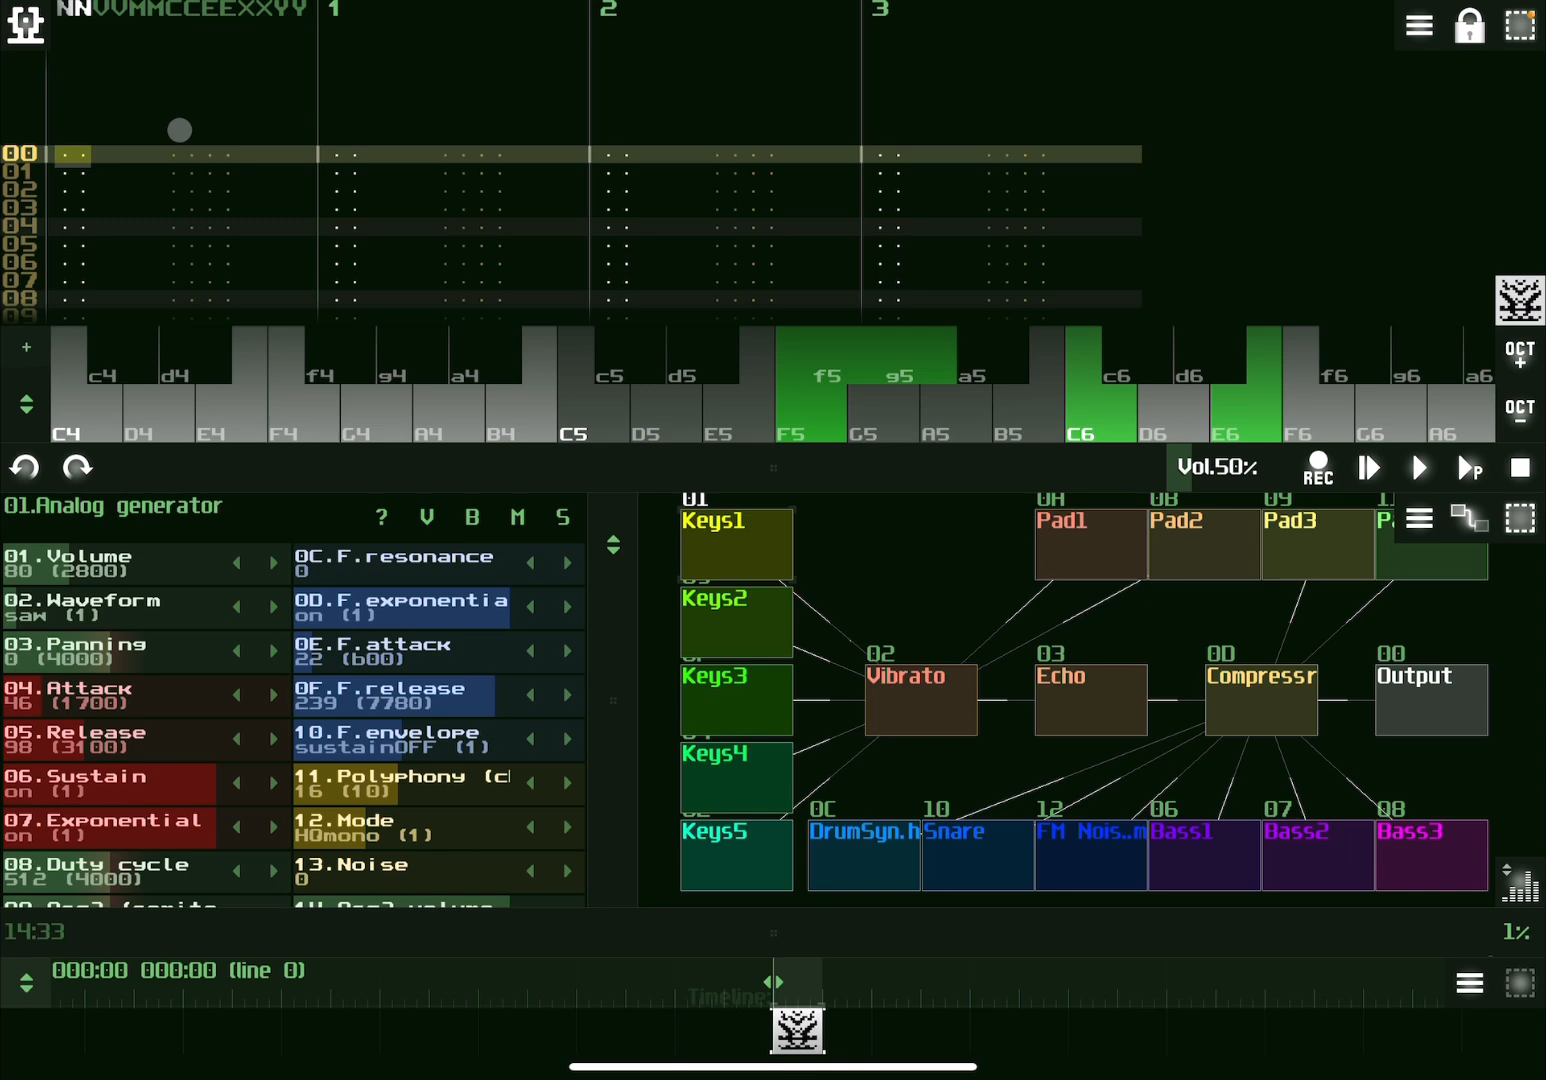 NNVVMMCCEEXXYY 1 2 3
00
01
02
03
04
05
06
07
08
09
c4 d4 f4 g4 a4 c5 d5 f5 g5 a5 c6 d6 f6 g6 a6
C4 D4 E4 F4 G4 A4 B4 C5 D5 E5 F5 G5 A5 B5 C6 D6 E6 F6 G6 A6
+
OCT
+
OCT
-
Vol.50%
REC
P
01.Analog generator
? V B M S
01.Volume
80 (2800)
02.Waveform
saw (1)
03.Panning
0 (4000)
04.Attack
46 (1700)
05.Release
98 (3100)
06.Sustain
on (1)
07.Exponential
on (1)
08.Duty cycle
512 (4000)
0C.F.resonance
0
0D.F.exponentia
on (1)
0E.F.attack
22 (b00)
0F.F.release
239 (7780)
10.F.envelope
sustainOFF (1)
11.Polyphony (c
16 (10)
12.Mode
HQmono (1)
13.Noise
0
01
Keys1
Keys2
Keys3
Keys4
Keys5
0A
Pad1
0B
Pad2
09
Pad3
02
Vibrato
03
Echo
0D
Compressr
00
Output
0C
DrumSyn.h
10
Snare
12
FM Nois..m
06
Bass1
07
Bass2
08
Bass3
14:33
1%
000:00 000:00 (line 0)
Timeline